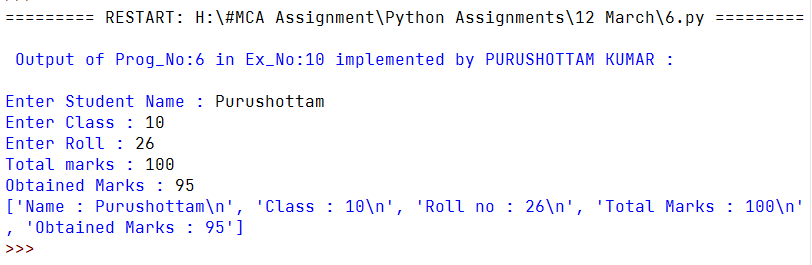 ========= RESTART: H:\#MCA Assignment\Python Assignments\12 March\6.py =========
Output of Prog_No:6 in Ex_No:10 implemented by PURUSHOTTAM KUMAR :
Enter Student Name : Purushottam
Enter Class : 10
Enter Roll : 26
Total marks : 100
Obtained Marks : 95
['Name : Purushottam\n', 'Class : 10\n', 'Roll no : 26\n', 'Total Marks : 100\n'
, 'Obtained Marks : 95']
>>>